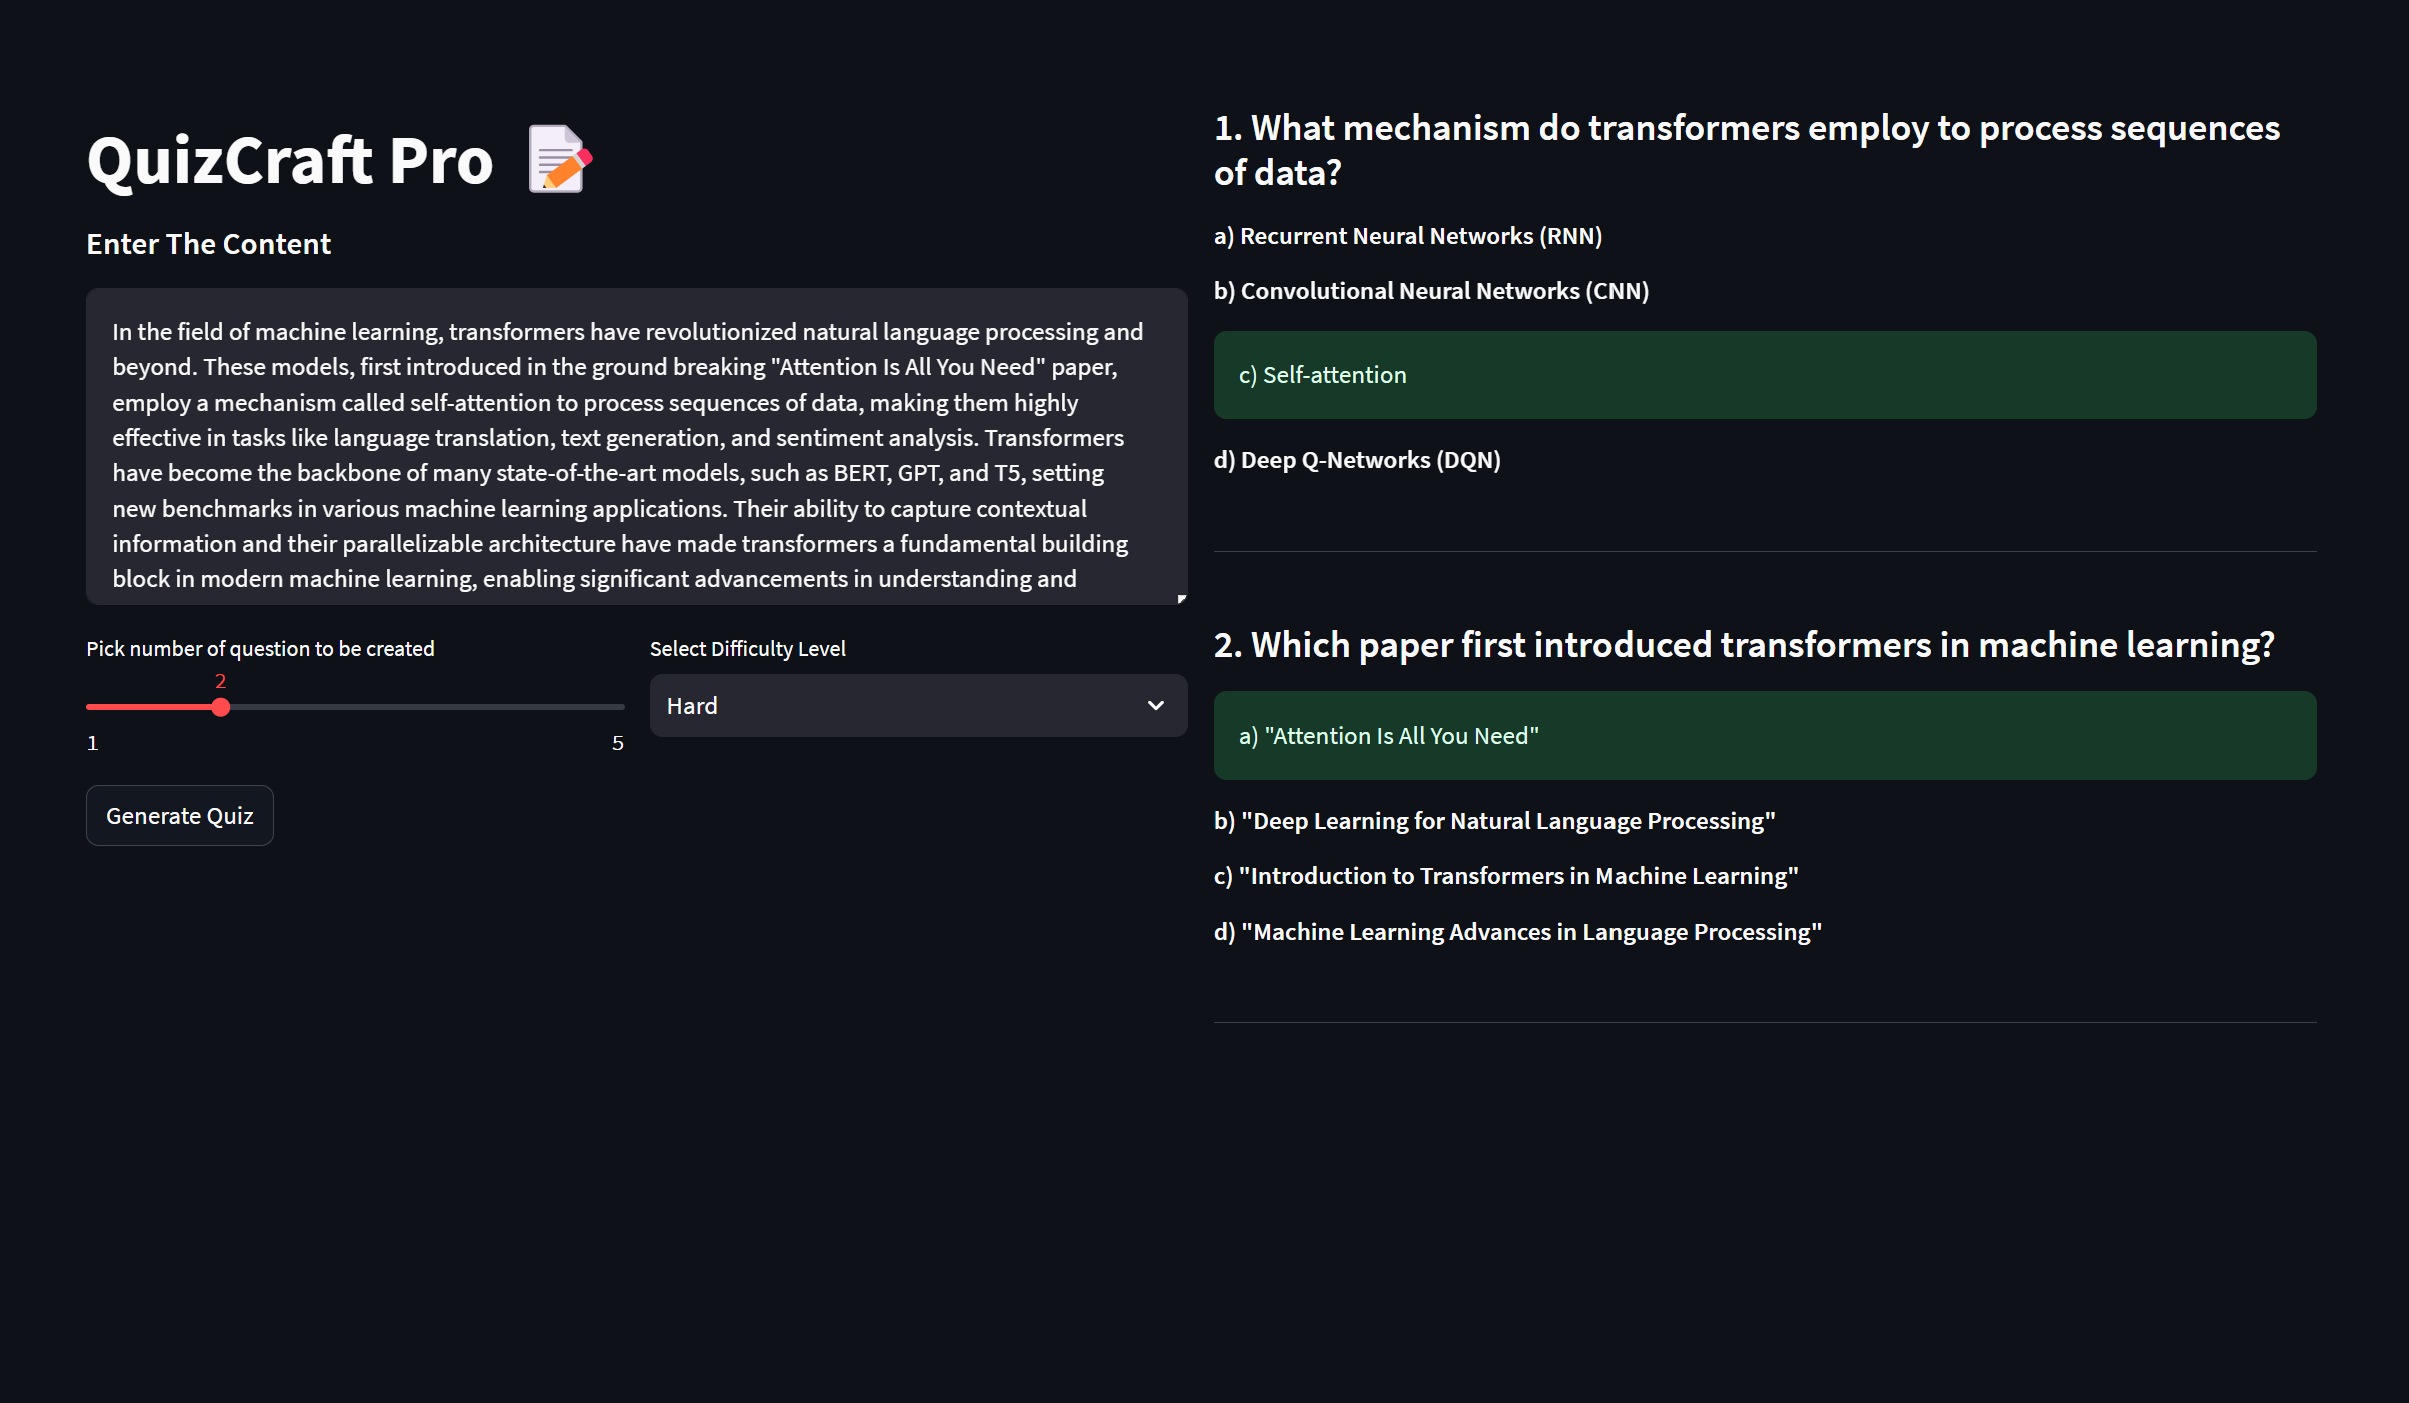 QuizCraft Pro
Enter The Content
In the field of machine learning, transformers have revolutionized natural language processing and
beyond. These models, first introduced in the ground breaking "Attention Is All You Need" paper,
employ a mechanism called self-attention to process sequences of data, making them highly
effective in tasks like language translation, text generation, and sentiment analysis. Transformers
have become the backbone of many state-of-the-art models, such as BERT, GPT, and T5, setting
new benchmarks in various machine learning applications. Their ability to capture contextual
information and their parallelizable architecture have made transformers a fundamental building
block in modern machine learning, enabling significant advancements in understanding and
Pick number of question to be created
2
1
5
Select Difficulty Level
Hard
Generate Quiz
1. What mechanism do transformers employ to process sequences
of data?
a) Recurrent Neural Networks (RNN)
b) Convolutional Neural Networks (CNN)
c) Self-attention
d) Deep Q-Networks (DQN)
2. Which paper first introduced transformers in machine learning?
a) "Attention Is All You Need"
b) "Deep Learning for Natural Language Processing"
c) "Introduction to Transformers in Machine Learning"
d) "Machine Learning Advances in Language Processing"